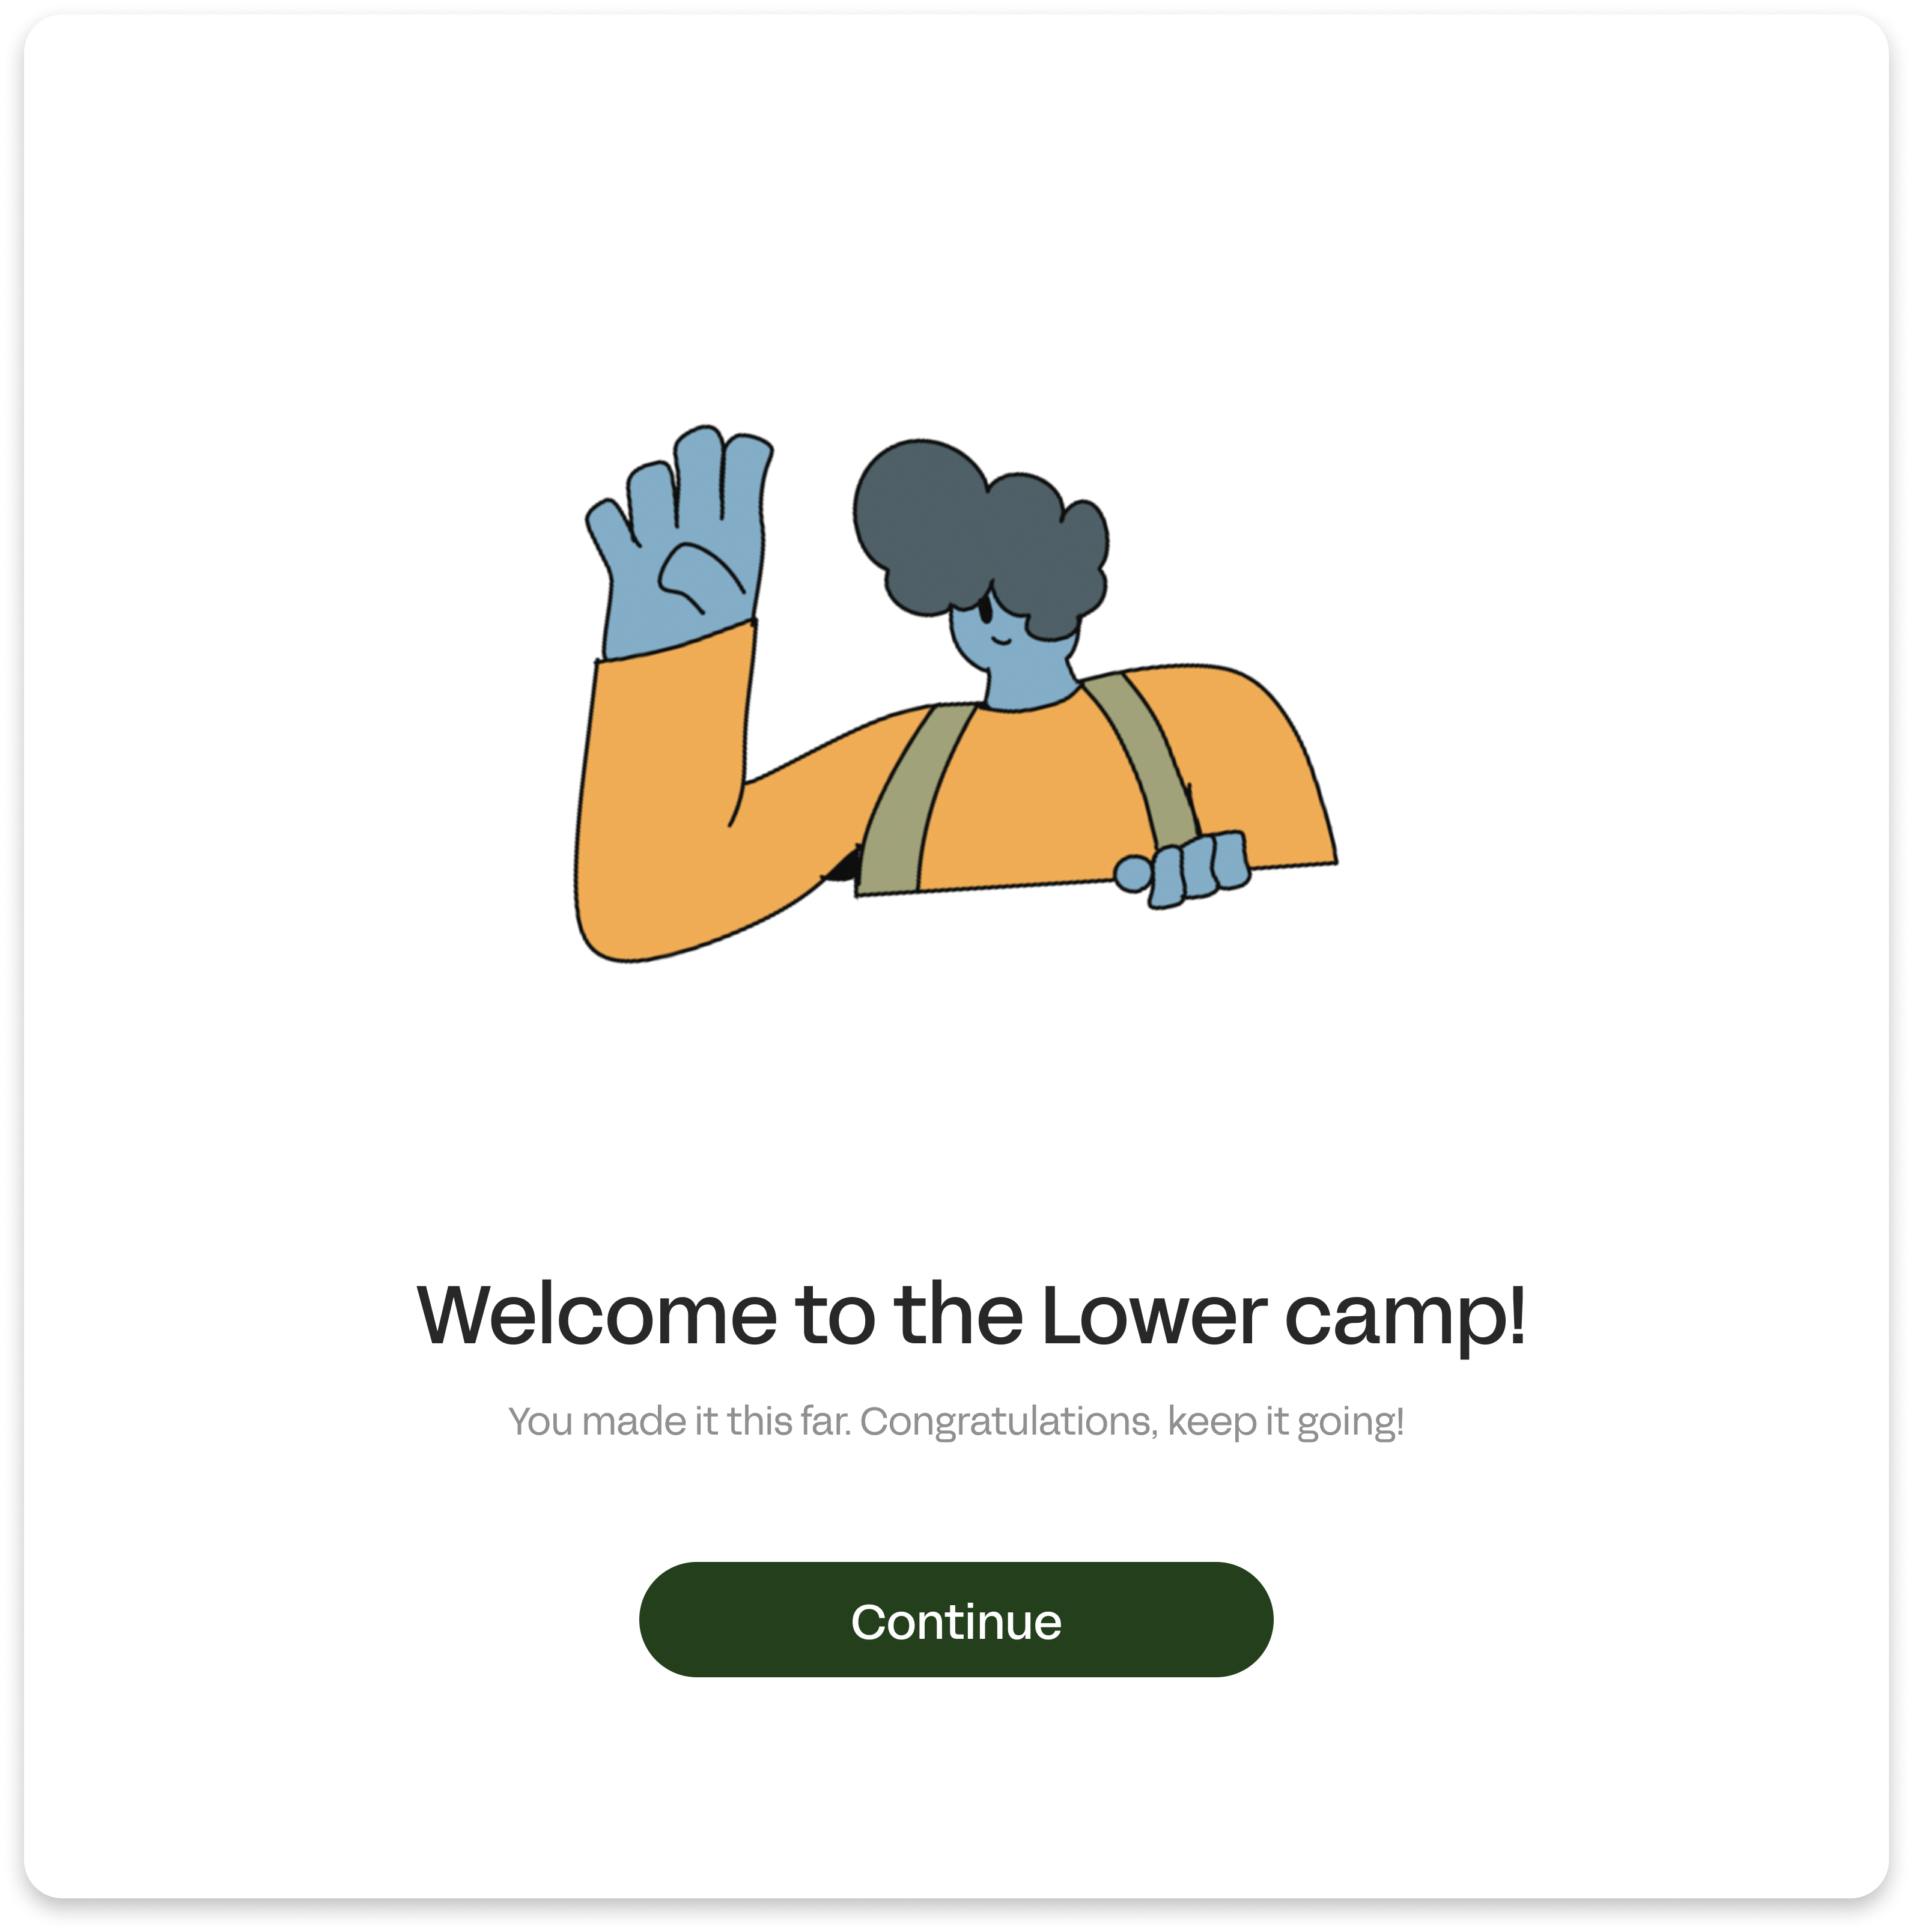 Welcome to the Lower camp!
You made it this far. Congratulations, keep it going!
Continue